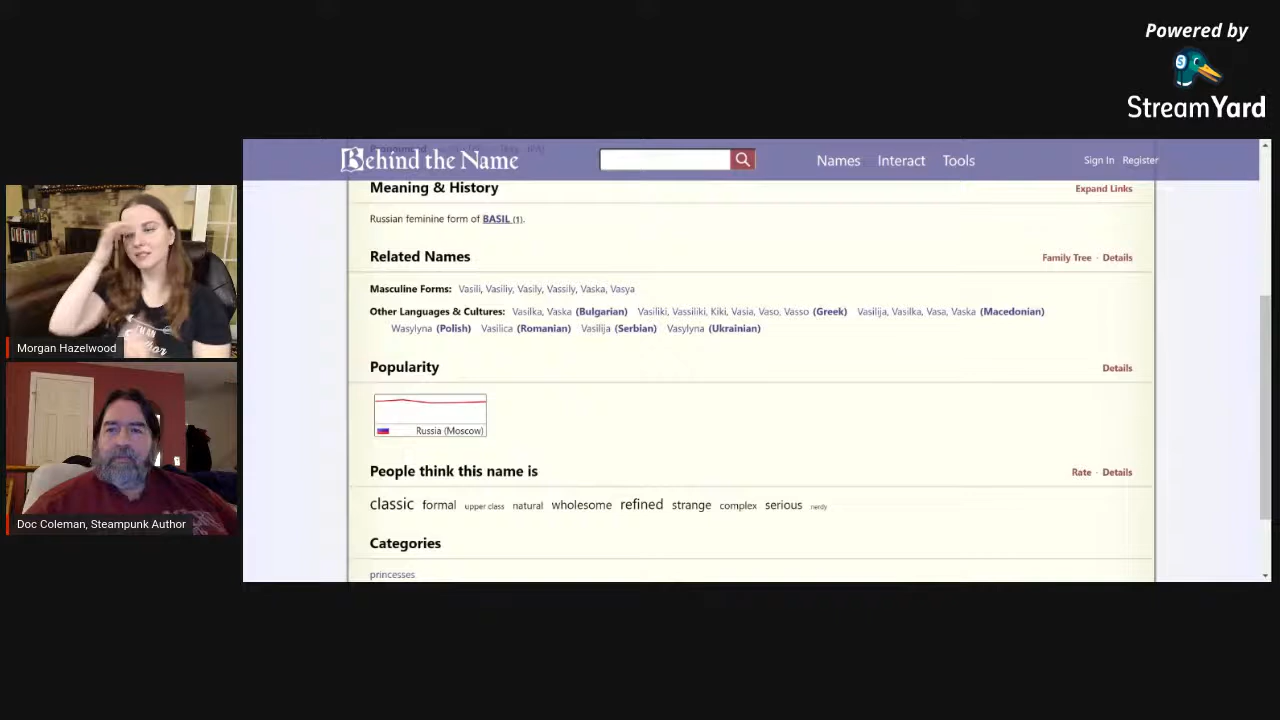 Powered by
StreamYard
Behind the Name
Names Interact Tools
Sign In Register
Meaning & History
Expand Links
Russian feminine form of BASIL (1).
Related Names
Family Tree · Details
Masculine Forms: Vasili, Vasiliy, Vasily, Vassily, Vaska, Vasya
Other Languages & Cultures: Vasilka, Vaska (Bulgarian) Vasiliki, Vassiliki, Kiki, Vasia, Vaso, Vasso (Greek) Vasilija, Vasilka, Vasa, Vaska (Macedonian)
Wasylyna (Polish) Vasilica (Romanian) Vasilija (Serbian) Vasylyna (Ukrainian)
Popularity
Details
Russia (Moscow)
People think this name is
Rate · Details
classic formal upper class natural wholesome refined strange complex serious nerdy
Categories
princesses
I'M AN
Morgan Hazelwood
Doc Coleman, Steampunk Author